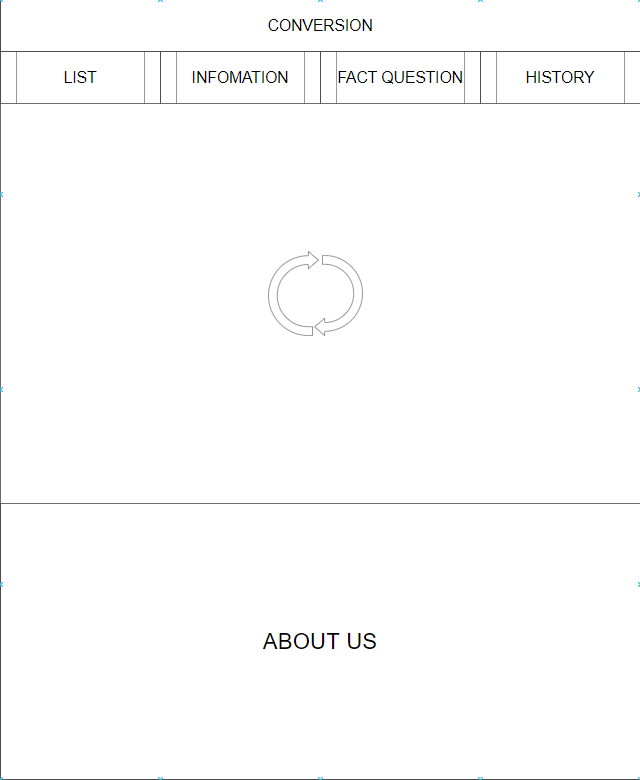 CONVERSION
LIST
INFOMATION
FACT QUESTION
HISTORY
ABOUT US